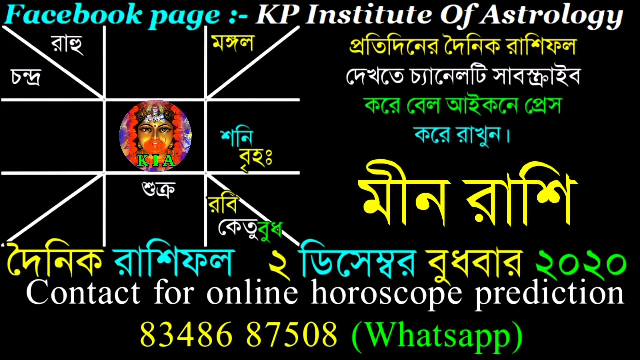 Facebook page :- KP Institute Of Astrology
রাহু
চন্দ্র
মঙ্গল
KIA
শনি
বৃহঃ
শুক্র
রবি
কেতু বুধ
প্রতিদিনের দৈনিক রাশিফল
দেখতে চ্যানেলটি সাবস্ক্রাইব
করে বেল আইকনে প্রেস
করে রাখুন।
মীন রাশি
দৈনিক রাশিফল ২ ডিসেম্বর বুধবার ২০২০
Contact for online horoscope prediction
83486 87508 (Whatsapp)